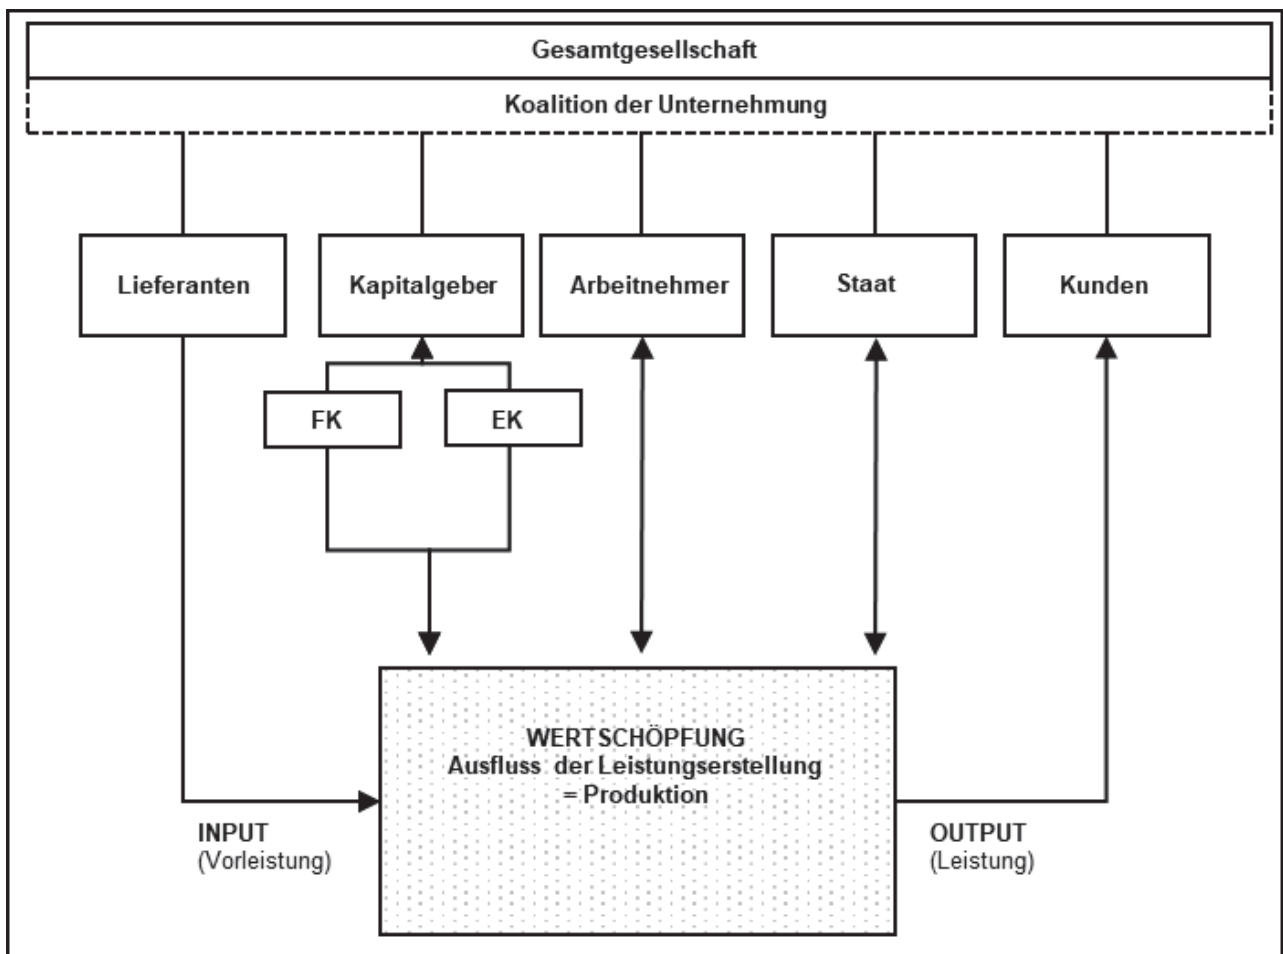 Gesamtgesellschaft
Koalition der Unternehmung
Lieferanten
Kapitalgeber
Arbeitnehmer
Staat
Kunden
FK
EK
WERTSCHÖPFUNG
Ausfluss der Leistungserstellung
= Produktion
INPUT
(Vorleistung)
OUTPUT
(Leistung)